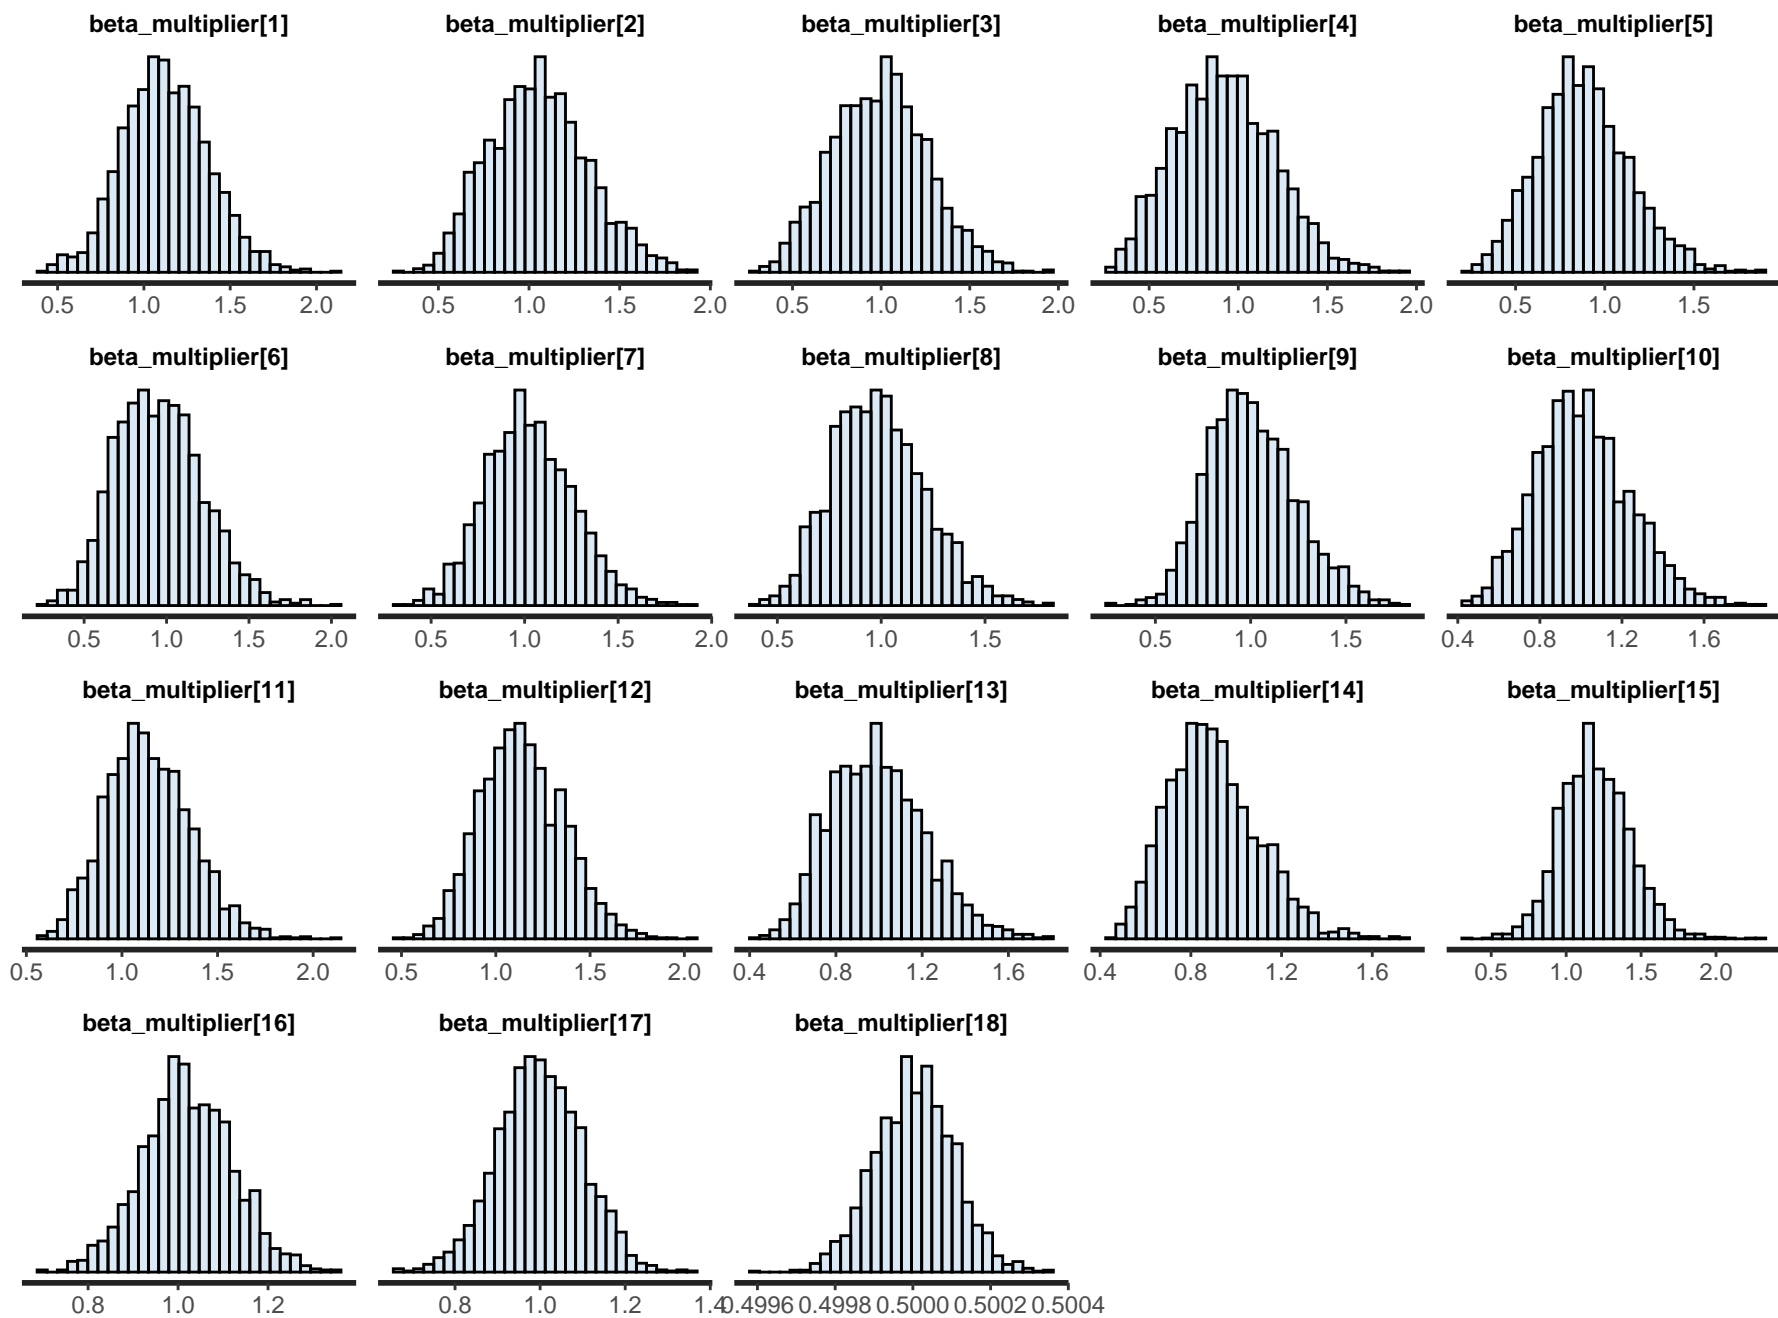 beta_multiplier[1] beta_multiplier[2] beta_multiplier[3] beta_multiplier[4] beta_multiplier[5]
0.5 1.0 1.5 2.0 0.5 1.0 1.5 2.0 0.5 1.0 1.5 2.0 0.5 1.0 1.5 2.0 0.5 1.0 1.5
beta_multiplier[6] beta_multiplier[7] beta_multiplier[8] beta_multiplier[9] beta_multiplier[10]
0.5 1.0 1.5 2.0 0.5 1.0 1.5 2.0 0.5 1.0 1.5 0.5 1.0 1.5 0.4 0.8 1.2 1.6
beta_multiplier[11] beta_multiplier[12] beta_multiplier[13] beta_multiplier[14] beta_multiplier[15]
0.5 1.0 1.5 2.0 0.5 1.0 1.5 2.0 0.4 0.8 1.2 1.6 0.4 0.8 1.2 1.6 0.5 1.0 1.5 2.0
beta_multiplier[16] beta_multiplier[17] beta_multiplier[18]
0.8 1.0 1.2 0.8 1.0 1.2 1.4 0.4996 0.4998 0.5000 0.5002 0.5004